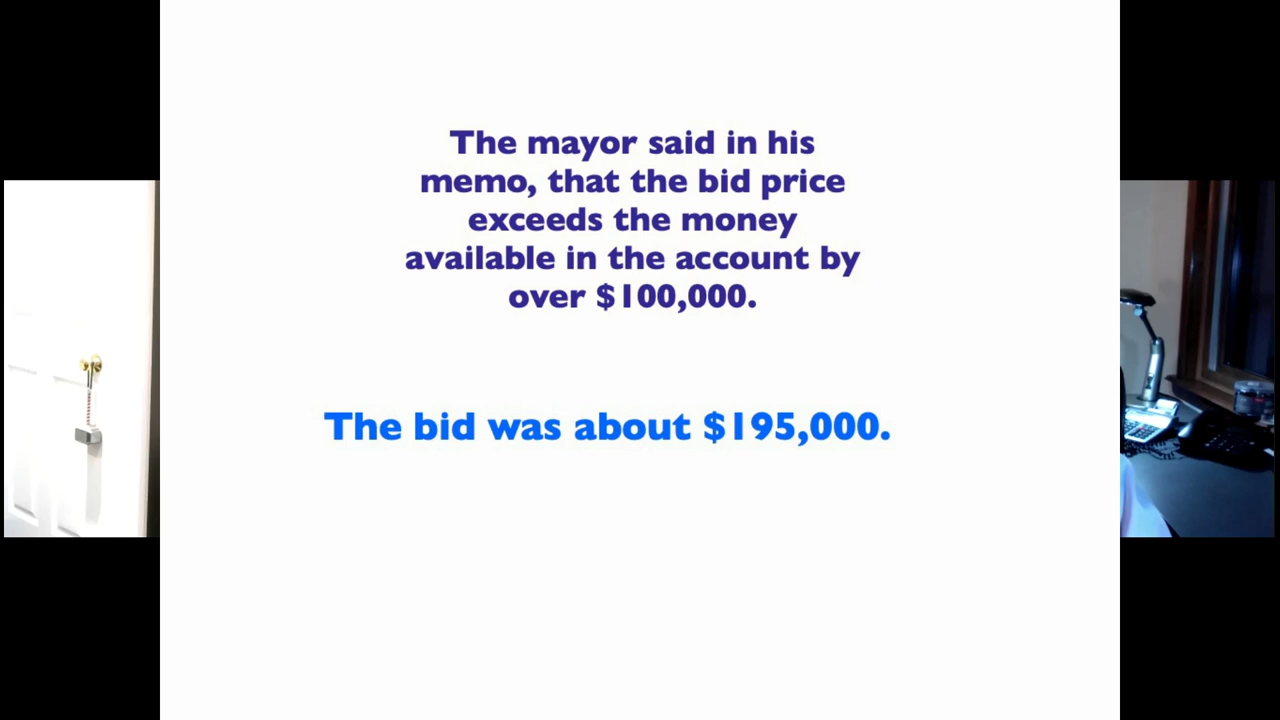 The mayor said in his
memo, that the bid price
exceeds the money
available in the account by
over $100,000.
The bid was about $195,000.